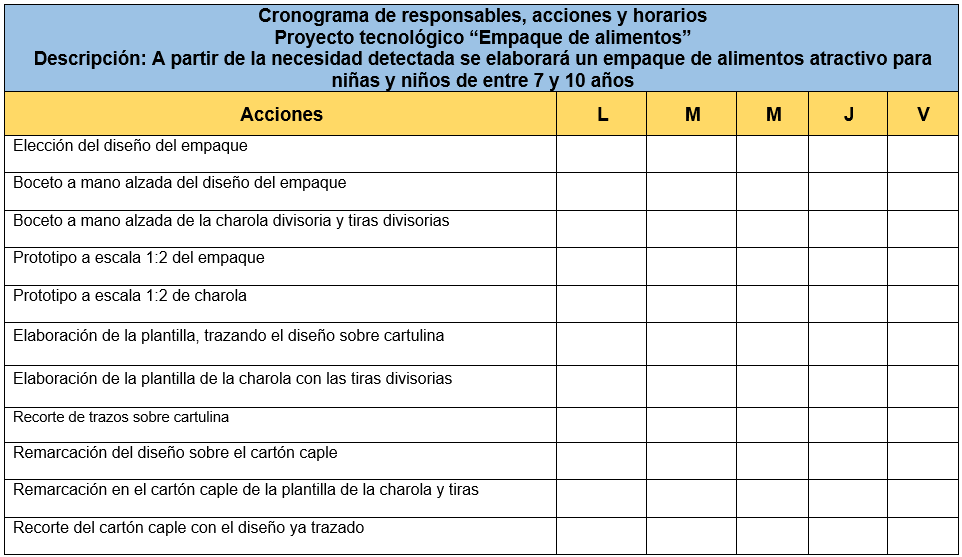 Cronograma de responsables, acciones y horarios
Proyecto tecnológico “Empaque de alimentos”
Descripción: A partir de la necesidad detectada se elaborará un empaque de alimentos atractivo para
niñas y niños de entre 7 y 10 años
Acciones L M M J V
Elección del diseño del empaque
Boceto a mano alzada del diseño del empaque
Boceto a mano alzada de la charola divisoria y tiras divisorias
Prototipo a escala 1:2 del empaque
Prototipo a escala 1:2 de charola
Elaboración de la plantilla, trazando el diseño sobre cartulina
Elaboración de la plantilla de la charola con las tiras divisorias
Recorte de trazos sobre cartulina
Remarcación del diseño sobre el cartón caple
Remarcación en el cartón caple de la plantilla de la charola y tiras
Recorte del cartón caple con el diseño ya trazado